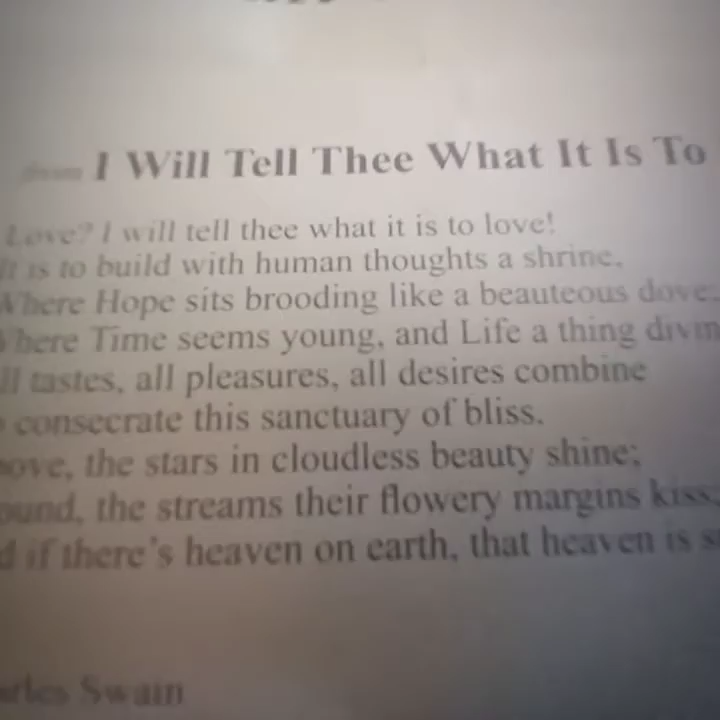 from I Will Tell Thee What It Is To
Love? I will tell thee what it is to love!
It is to build with human thoughts a shrine,
Where Hope sits brooding like a beauteous dove;
Where Time seems young, and Life a thing
ll tastes, all pleasures, all desires combine
consecrate this sanctuary of bliss.
ove, the stars in cloudless beauty shine;
ound, the streams their flowery margins kiss;
d if there's heaven on earth, that heaven is
arles Swain